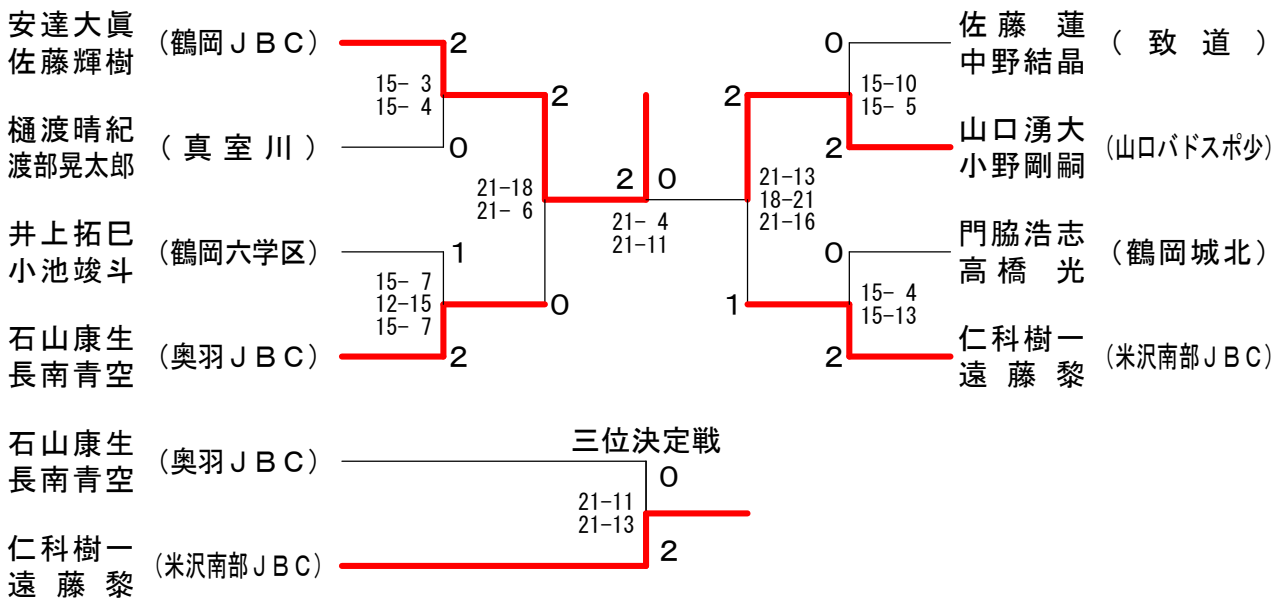 安達大眞
佐藤輝樹
(鶴岡ＪＢＣ)
2
15- 3
15- 4
樋渡晴紀
渡部晃太郎
(真室川)
0
2
21-18
21- 6
井上拓巳
小池竣斗
(鶴岡六学区)
1
15- 7
12-15
15- 7
石山康生
長南青空
(奥羽ＪＢＣ)
2
0
2 0
21- 4
21-11
佐藤蓮
中野結晶
(致道)
0
15-10
15- 5
山口湧大
小野剛嗣
(山口バドスポ少)
2
2
21-13
18-21
21-16
門脇浩志
高橋光
(鶴岡城北)
0
15- 4
15-13
仁科樹一
遠藤黎
(米沢南部ＪＢＣ)
2
1
三位決定戦
石山康生
長南青空
(奥羽ＪＢＣ)
0
21-11
21-13
仁科樹一
遠藤黎
(米沢南部ＪＢＣ)
2